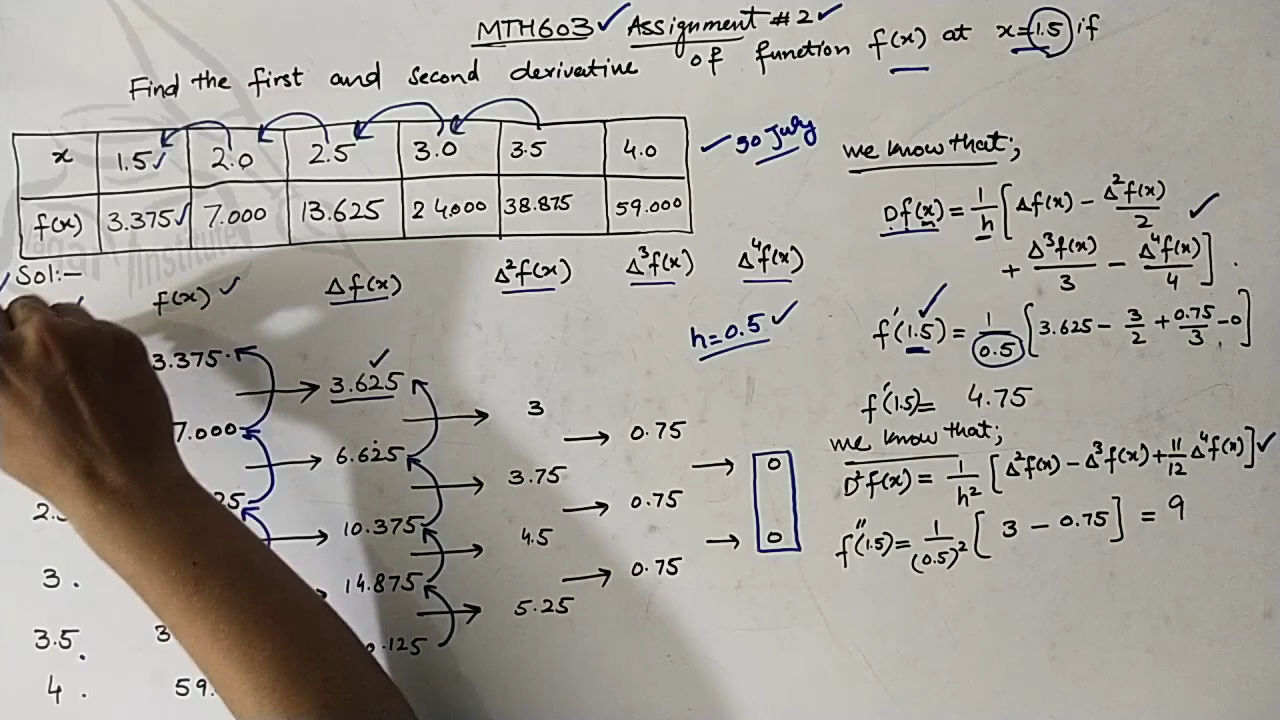 MTH603 ✓ Assignment #2 ✓
Find the first and second derivative of function f(x) at x=1.5 if
x 1.5 ✓ 2.0 2.5 3.0 3.5 4.0
f(x) 3.375 ✓ 7.000 13.625 24.000 38.875 59.000
✓ 30 July
Sol:-
f(x) ✓ Δf(x) Δ²f(x) Δ³f(x) Δ⁴f(x)
h=0.5 ✓
3.375
3.625 ✓
3
7.000
0.75
6.625
0
3.75
2.5
25
0.75
10.375
0
4.5
3.
14.875
0.75
5.25
3.5 3
.125
4 59.
we know that;
Df(x) = 1/h [Δf(x) - Δ²f(x)/2 ✓
+ Δ³f(x)/3 - Δ⁴f(x)/4].
f'(1.5) = 1/0.5 [3.625 - 3/2 + 0.75/3 - 0]
f'(1.5) = 4.75
we know that;
D²f(x) = 1/h² [Δ²f(x) - Δ³f(x) + 11/12 Δ⁴f(x)] ✓
f''(1.5) = 1/(0.5)² [3 - 0.75] = 9